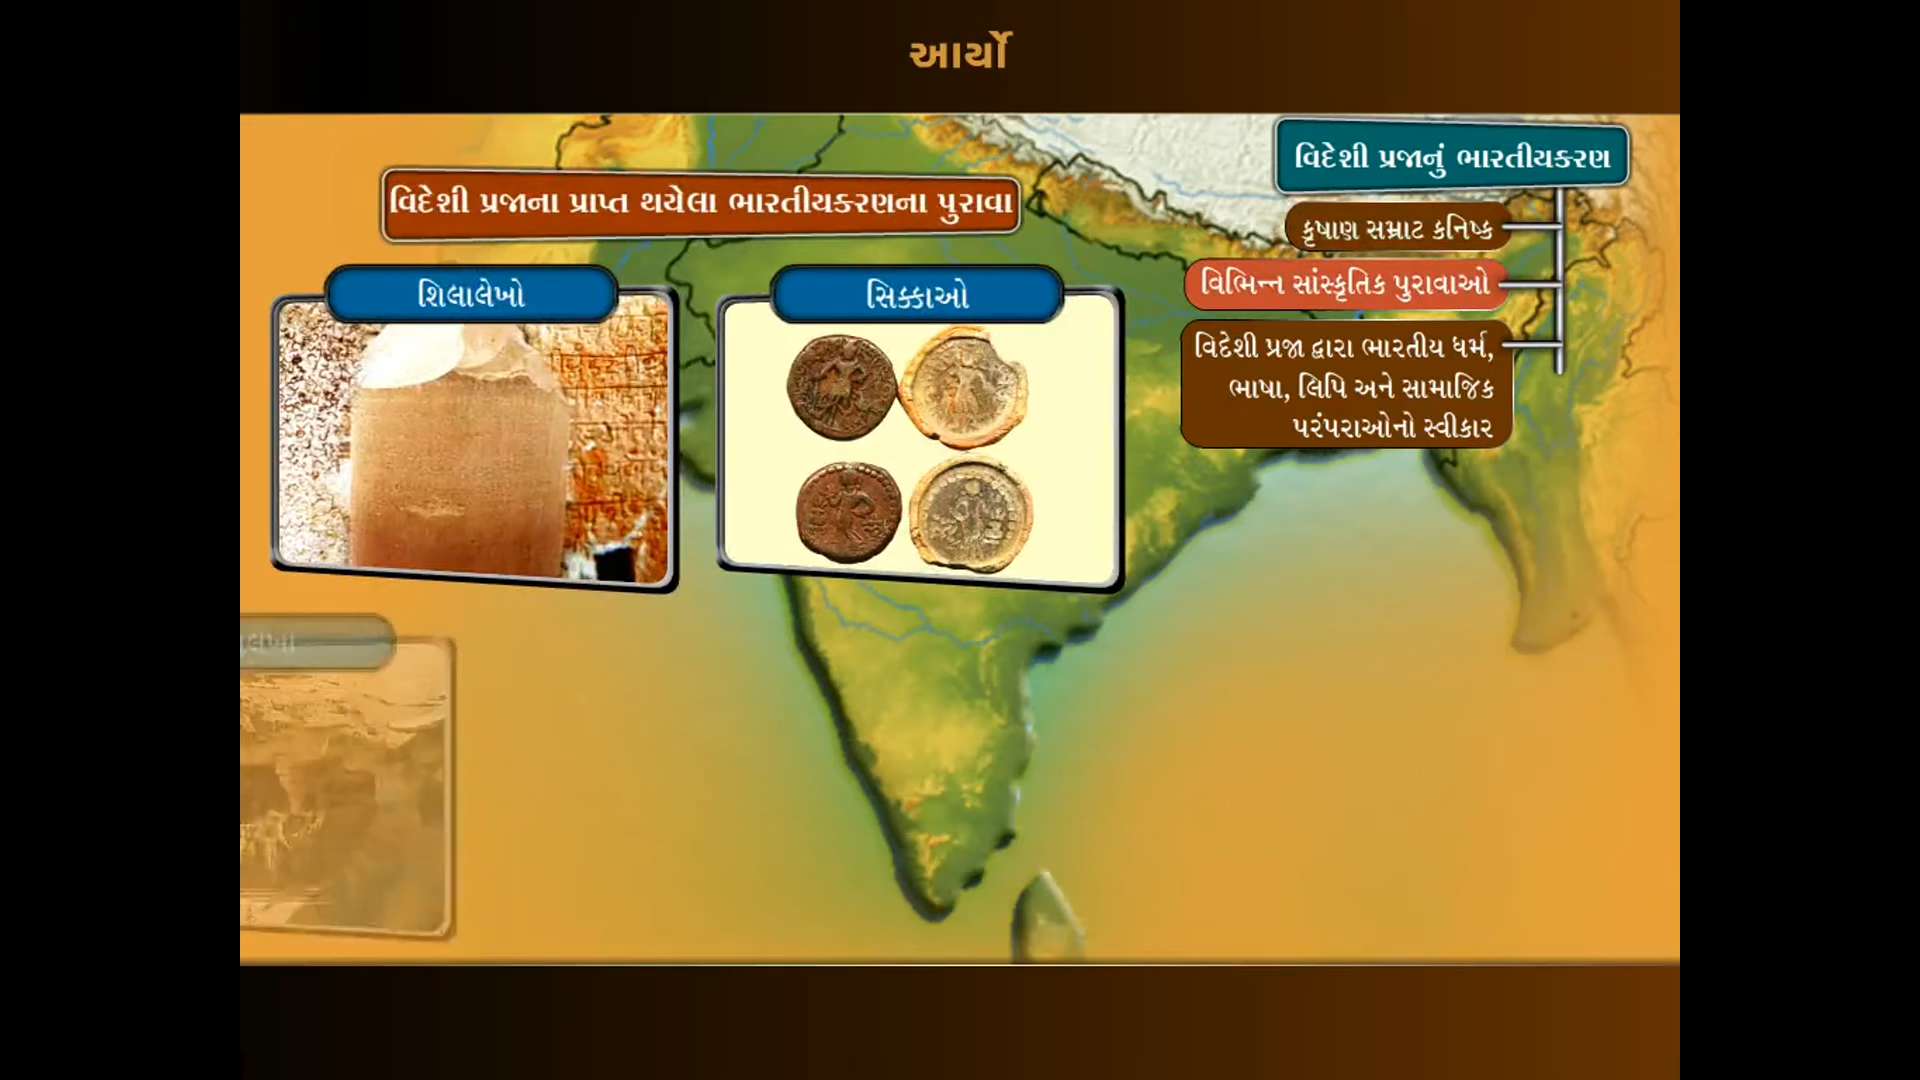 આર્યો
વિદેશી પ્રજાના પ્રાપ્ત થયેલા ભારતીયકરણના પુરાવા
શિલાલેખો
સિક્કાઓ
વિદેશી પ્રજાનું ભારતીયકરણ
કૃષાણ સમ્રાટ કનિષ્ક
વિભિન્ન સાંસ્કૃતિક પુરાવાઓ
વિદેશી પ્રજા દ્વારા ભારતીય ધર્મ,
ભાષા, લિપિ અને સામાજિક
પરંપરાઓનો સ્વીકાર